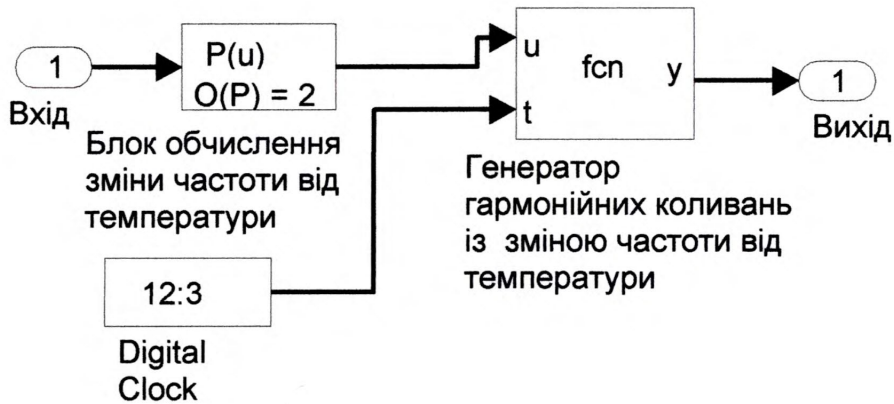 1
Вхід
P(u)
O(P) = 2
Блок обчислення
зміни частоти від
температури
u
t
fcn
y
Генератор
гармонійних коливань
із зміною частоти від
температури
1
Вихід
12:3
Digital
Clock